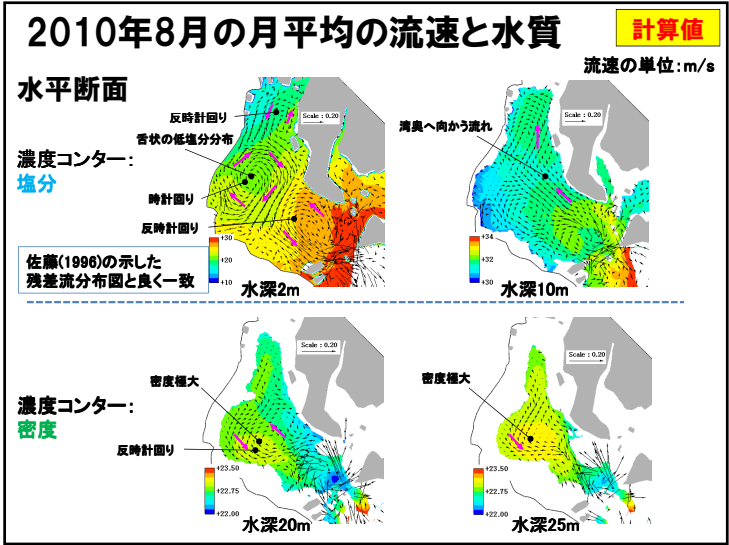 2010年8月の月平均の流速と水質
計算値
流速の単位:m/s
水平断面
濃度コンター:
塩分
反時計回り
舌状の低塩分分布
時計回り
反時計回り
Scale : 0.20
+30
+20
+10
水深2m
佐藤(1996)の示した
残差流分布図と良く一致
湾奥へ向かう流れ
Scale : 0.20
+34
+32
+30
水深10m
濃度コンター:
密度
密度極大
反時計回り
Scale : 0.20
+23.50
+22.75
+22.00
水深20m
密度極大
Scale : 0.20
+23.50
+22.75
+22.00
水深25m